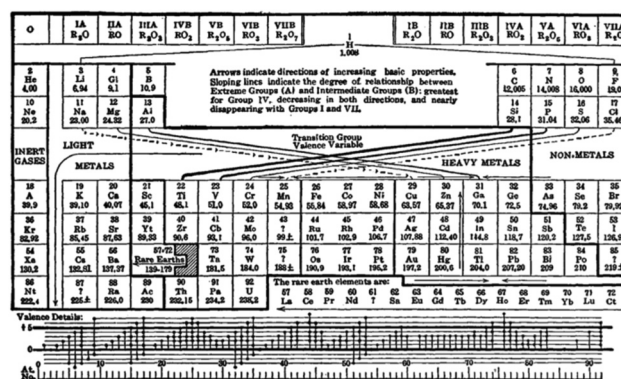 O IA IIA IIIA IVB VB VIB VIIB I IB IIB IIIB IVA VA VIA VIIA
R₂O RO R₂O₃ RO₂ R₂O₅ RO₃ R₂O₇ H R₂O RO R₂O₃ RO₂ R₂O₅ RO₃
1.008
2 3 4 5 6 7 8 9
He Li Gl B C N O F
4.00 6.94 9.1 10.9 12.005 14.008 16.000
Arrows indicate directions of increasing basic properties.
Sloping lines indicate the degree of relationship between
Extreme Groups (A) and Intermediate Groups (B): greatest
for Group IV, decreasing in both directions, and nearly
disappearing with Groups I and VII.
10 11 12 13 14 15 16 17
Ne Na Mg Al Si P S Cl
20.2 23.00 24.32 27.0 28.1 31.04 32.06
INERT GASES
LIGHT METALS
Transition Group
Valence Variable
HEAVY METALS
NON-METALS
18 19 20 21 22 23 24 25 26 27 28 29 30 31 32 33 34 35
A K Ca Sc Ti V Cr Mn Fe Co Ni Cu Zn Ga Ge As Se Br
39.9 39.10 40.07 45.1 48.1 51.0 52.0 54.93 55.84 58.97 58.68 63.57 65.37 70.1 72.5 74.96 79.2
36 37 38 39 40 41 42 43 44 45 46 47 48 49 50 51 52 53
Kr Rb Sr Yt Zr Cb Mo ? Ru Rh Pd Ag Cd In Sn Sb Te I
82.92 85.45 87.63 89.33 90.6 93.1 96.0 99± 101.7 102.9 106.7 107.88 112.40 114.8 118.7 120.2 127.5
54 55 56 57-72 73 74 75 76 77 78 79 80 81 82 83 84 85
Xe Cs Ba Rare Earths Ta W ? Os Ir Pt Au Hg Tl Pb Bi Po ?
130.2 132.81 137.37 139-179 181.5 184.0 188± 190.9 193.1 195.2 197.2 200.6 204.0 207.20 209 210
86 87 88 89 90 91 92
Nt ? Ra Ac Th Pa U
222.4 225± 226.0 230 232.15 234.2 238.2
The rare earth elements are:
57 58 59 60 61 62 63 64 65 66 67 68 69 70 71 72
La Ce Pr Nd ? Sa Eu Gd Tb Dy Ho Er Tm Yb Lu Ct
Valence Details:
+5
0
At. No. 10 20 30 40 50 60 70 80 90